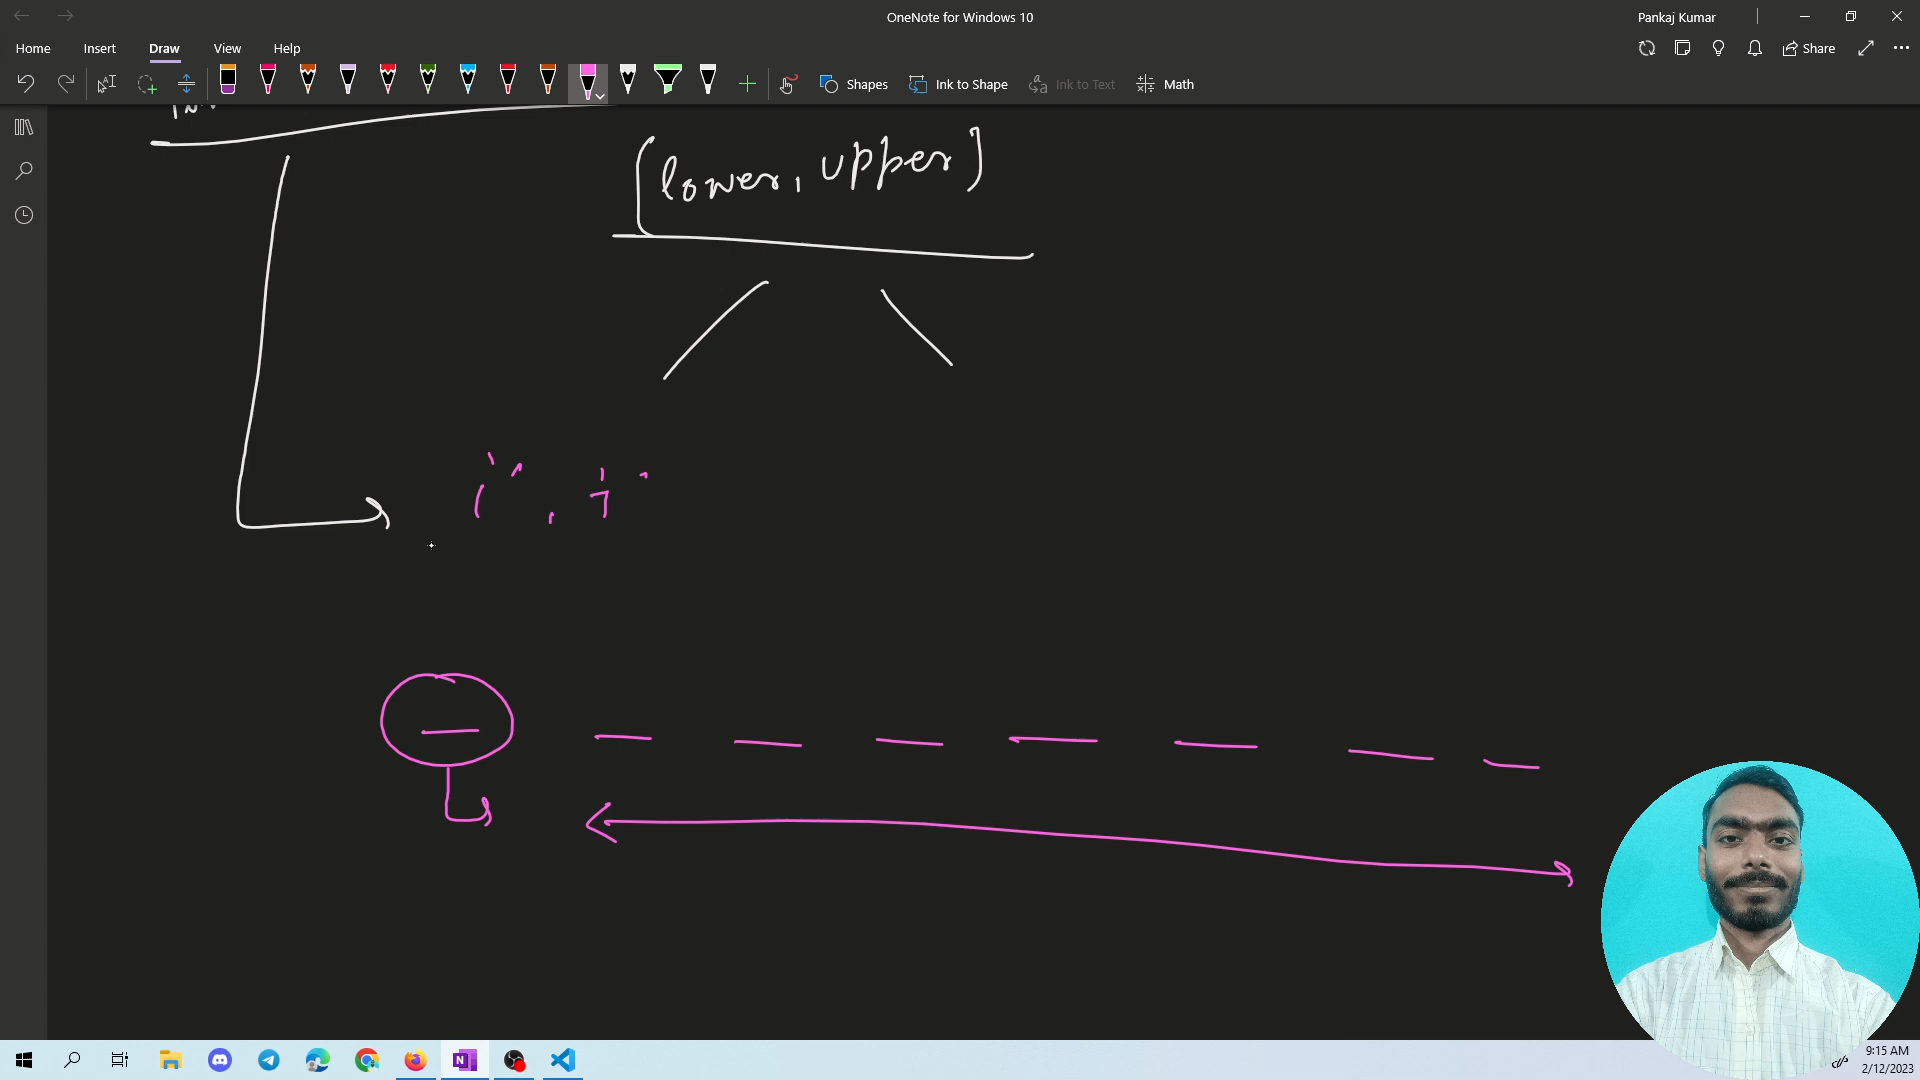 OneNote for Windows 10
Pankaj Kumar
Home Insert Draw View Help
Share
Shapes Ink to Shape Ink to Text Math
[lower, upper]
i , j
9:15 AM
2/12/2023